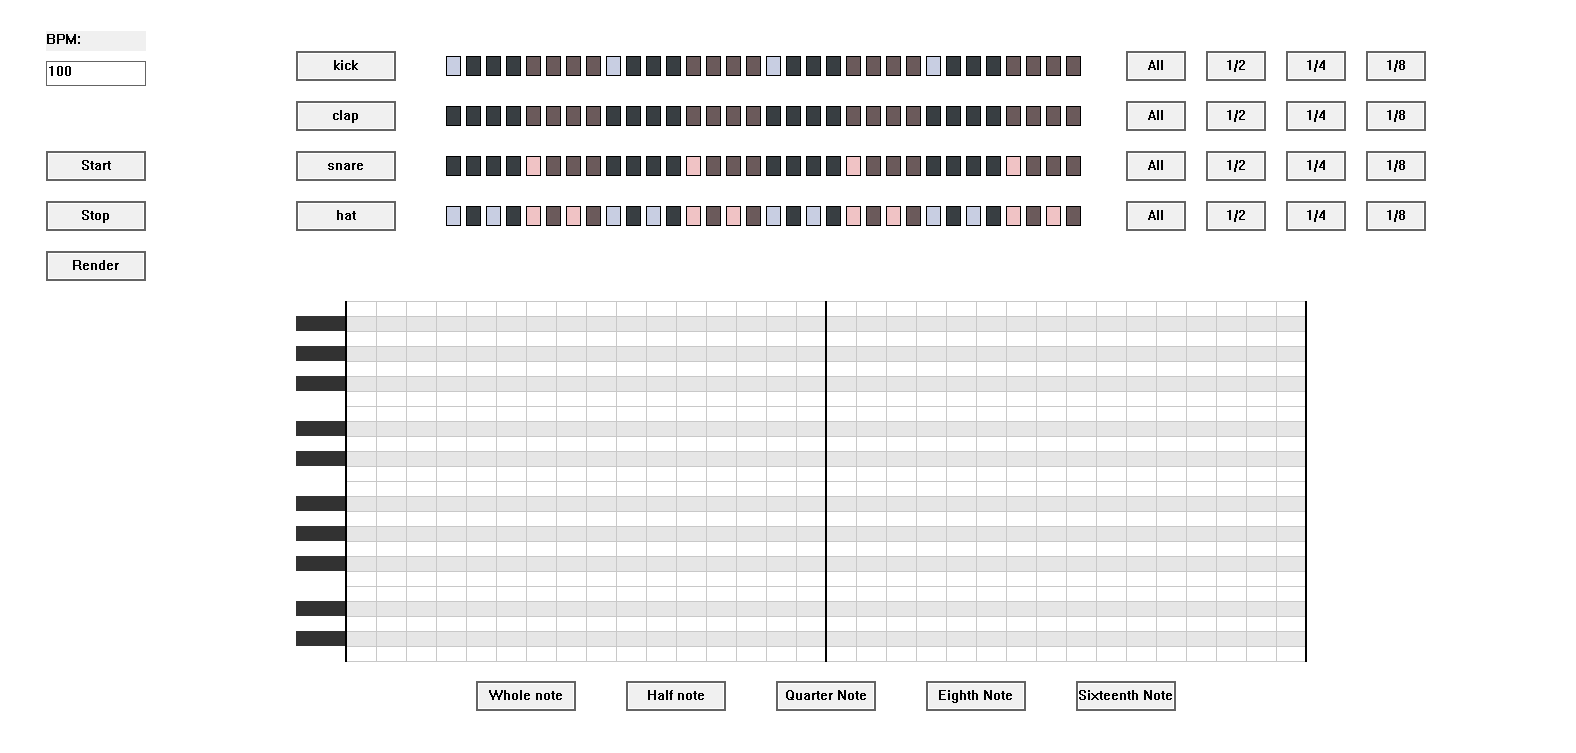 BPM:
100
kick All 1/2 1/4 1/8
clap All 1/2 1/4 1/8
Start
snare All 1/2 1/4 1/8
Stop
hat All 1/2 1/4 1/8
Render
Whole note Half note Quarter Note Eighth Note Sixteenth Note